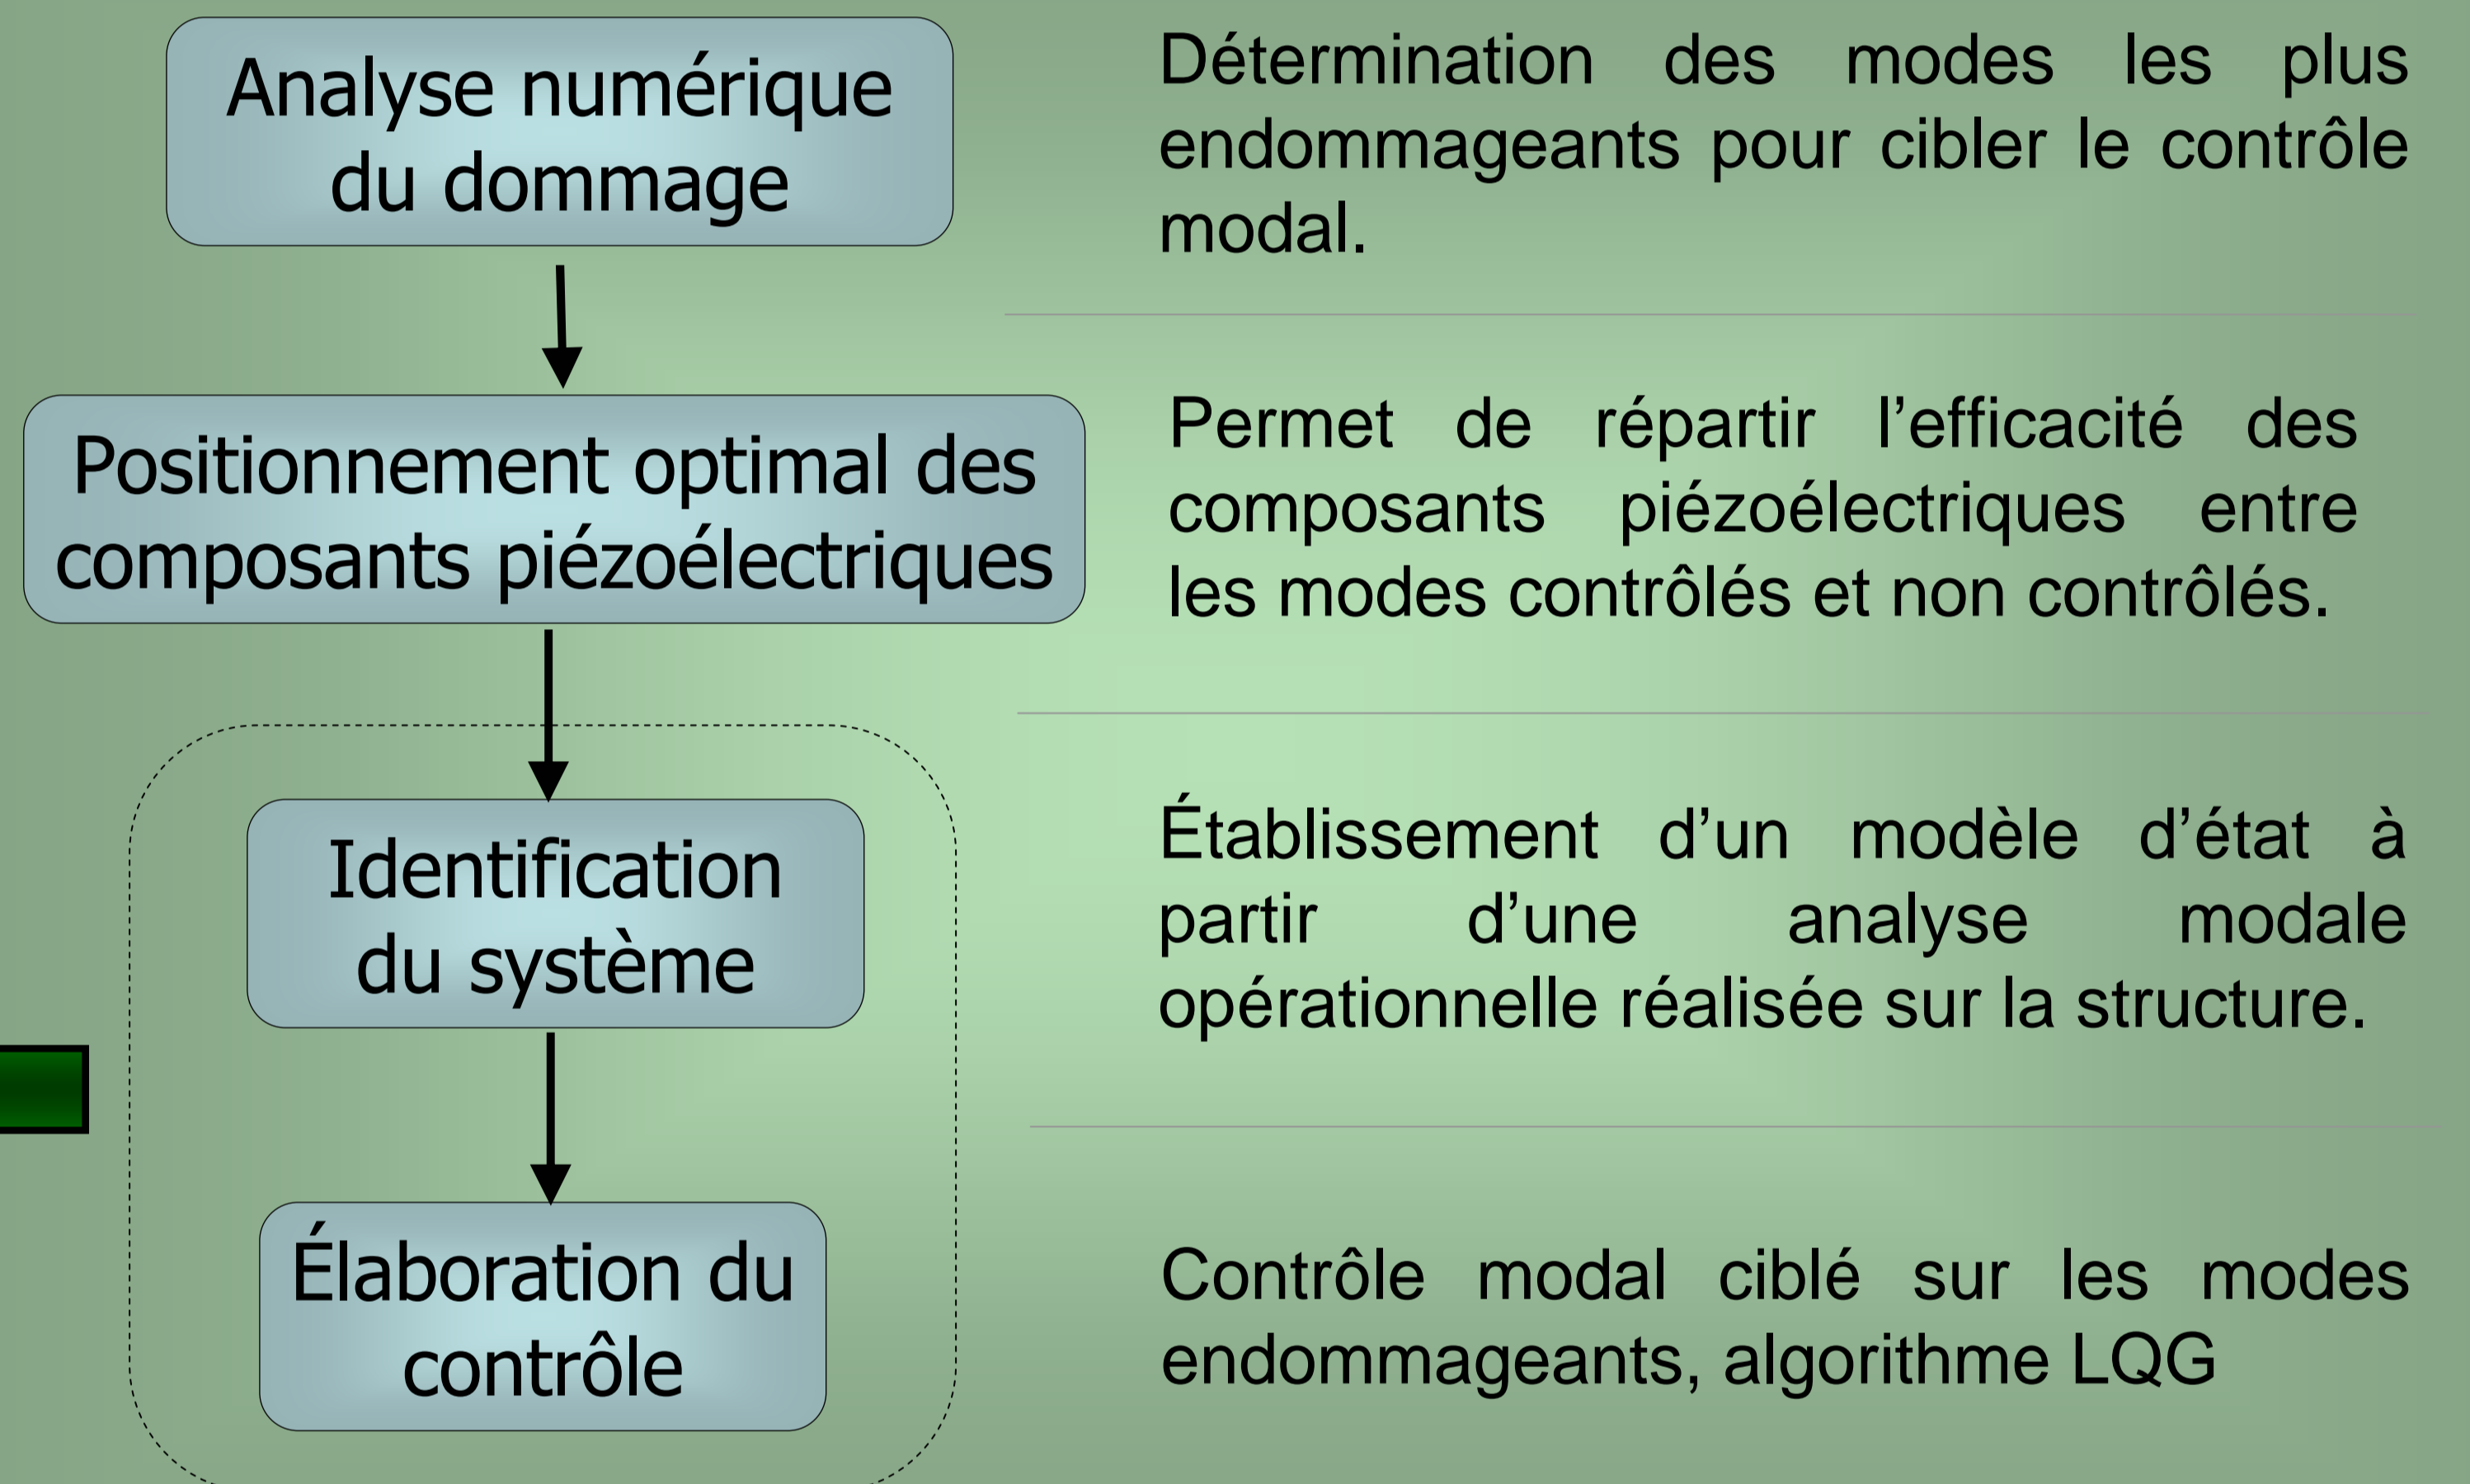 Analyse numérique
du dommage
Détermination des modes les plus
endommageants pour cibler le contrôle
modal.
Positionnement optimal des
composants piézoélectriques
Permet de répartir l’efficacité des
composants piézoélectriques entre
les modes contrôlés et non contrôlés.
Identification
du système
Établissement d’un modèle d’état à
partir d’une analyse modale
opérationnelle réalisée sur la structure.
Élaboration du
contrôle
Contrôle modal ciblé sur les modes
endommageants, algorithme LQG